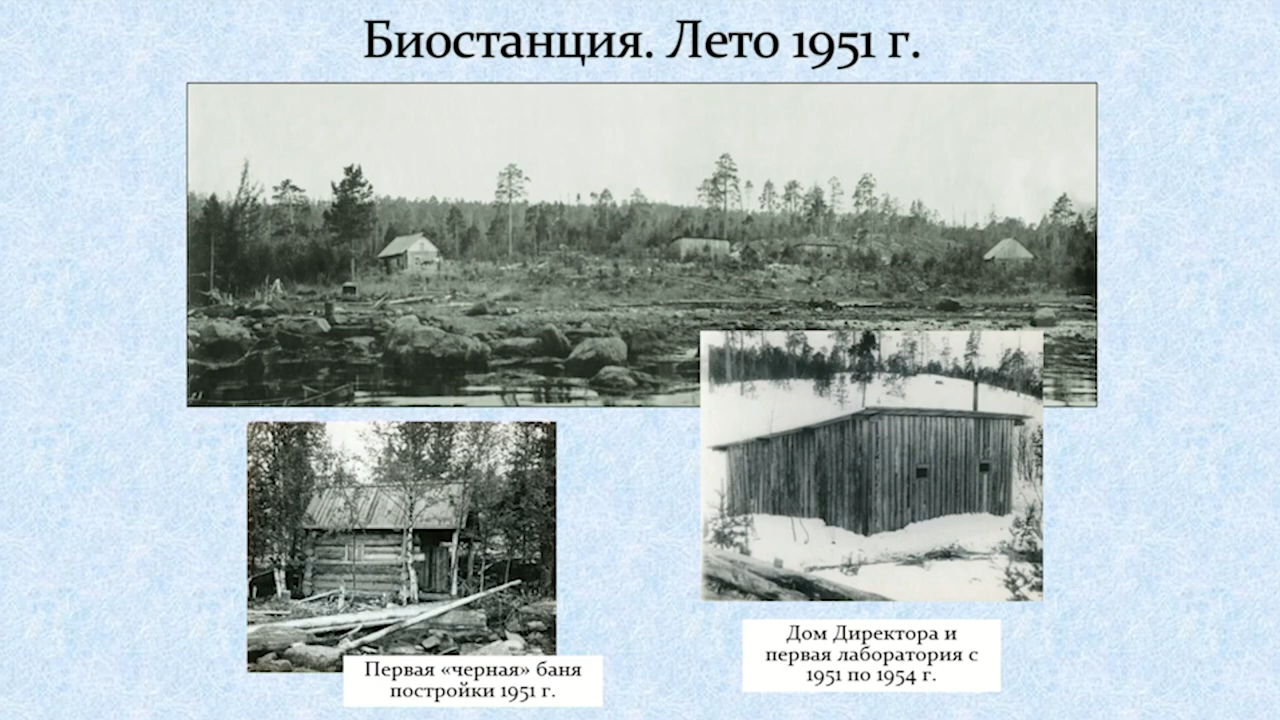 Биостанция. Лето 1951 г.
Первая «черная» баня
постройки 1951 г.
Дом Директора и
первая лаборатория с
1951 по 1954 г.